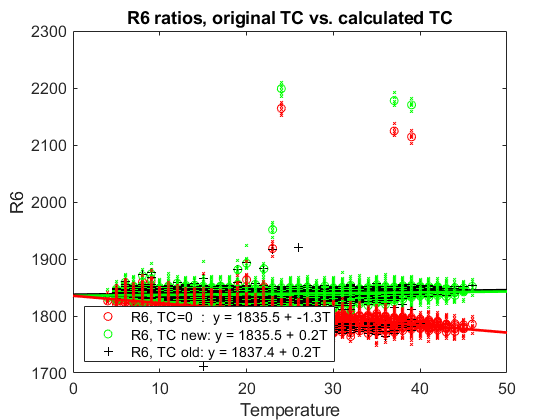 R6 ratios, original TC vs. calculated TC
2300
2200
2100
2000
1900
1800
1700
R6
R6, TC=0 : y = 1835.5 + -1.3T
R6, TC new: y = 1835.5 + 0.2T
R6, TC old: y = 1837.4 + 0.2T
0 10 20 30 40 50
Temperature